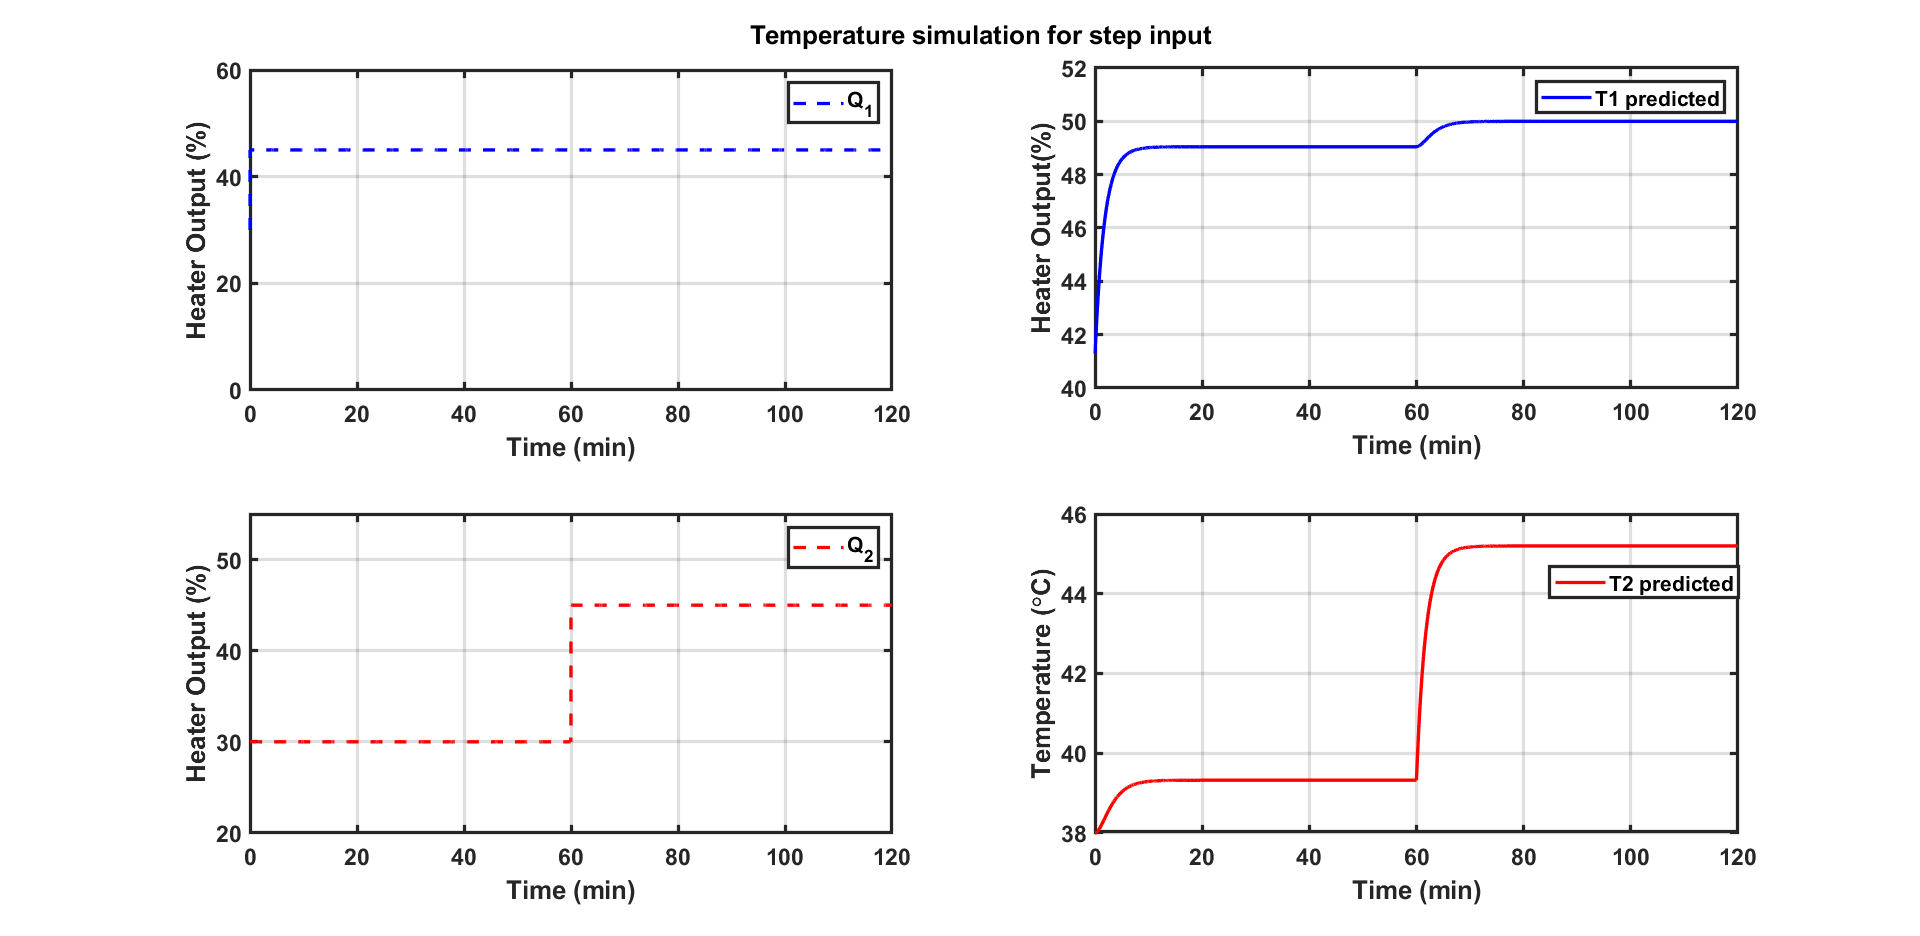 Temperature simulation for step input
60
40
20
0
Heater Output (%)
Q1
0 20 40 60 80 100 120
Time (min)
52
50
48
46
44
42
40
Heater Output(%)
T1 predicted
0 20 40 60 80 100 120
Time (min)
50
40
30
20
Heater Output (%)
Q2
0 20 40 60 80 100 120
Time (min)
46
44
42
40
38
Temperature (°C)
T2 predicted
0 20 40 60 80 100 120
Time (min)